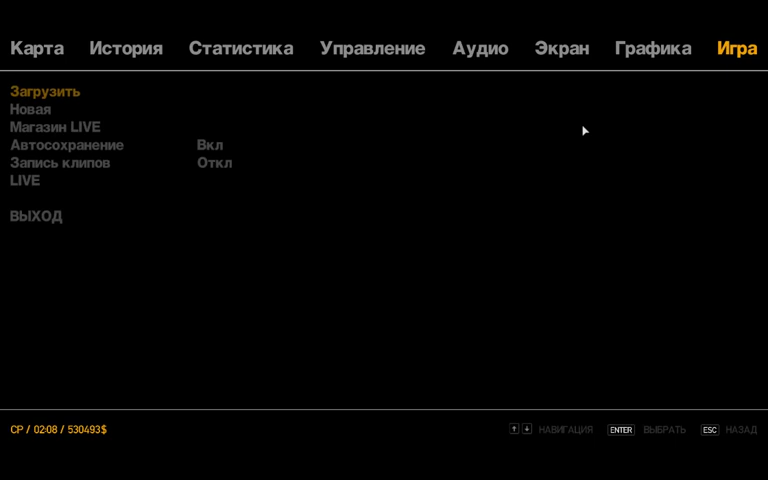 Карта История Статистика Управление Аудио Экран Графика Игра
Загрузить
Новая
Магазин LIVE
Автосохранение Вкл
Запись клипов Откл
LIVE
ВЫХОД
СР / 02:08 / 530493$ ↑ ↓ НАВИГАЦИЯ ENTER ВЫБРАТЬ ESC НАЗАД